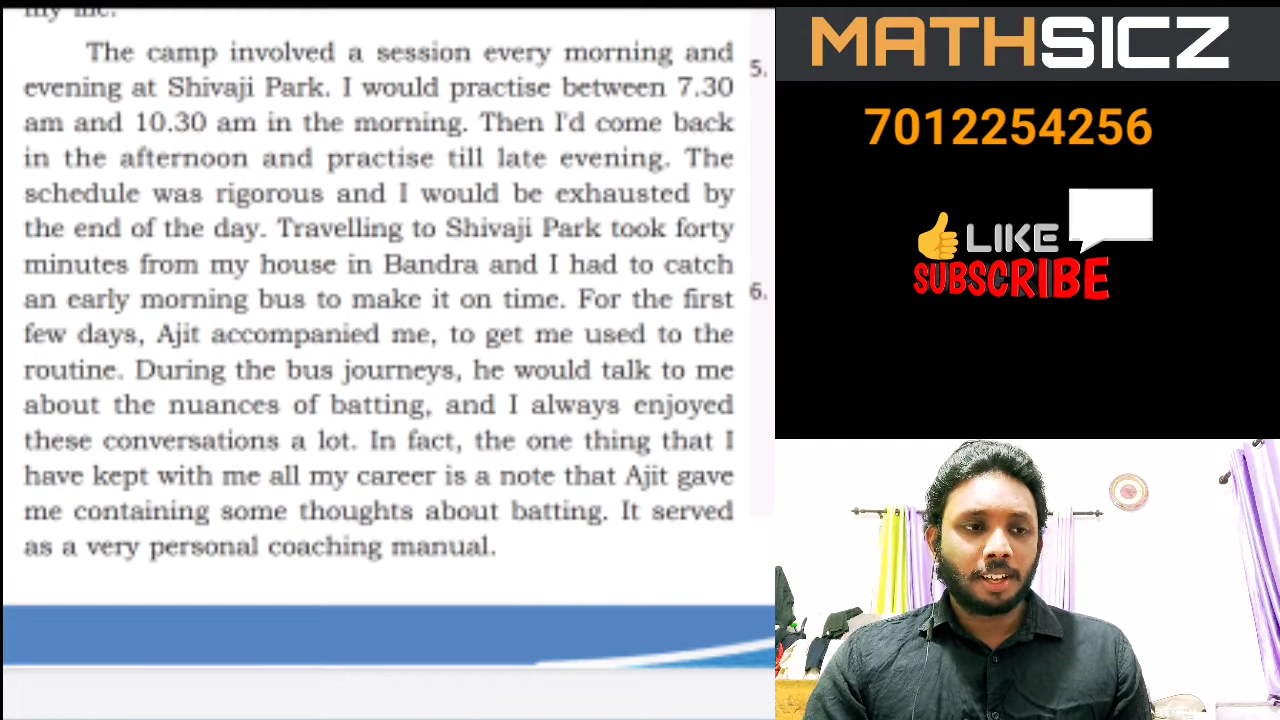 The camp involved a session every morning and
evening at Shivaji Park. I would practise between 7.30
am and 10.30 am in the morning. Then I'd come back
in the afternoon and practise till late evening. The
schedule was rigorous and I would be exhausted by
the end of the day. Travelling to Shivaji Park took forty
minutes from my house in Bandra and I had to catch
an early morning bus to make it on time. For the first
few days, Ajit accompanied me, to get me used to the
routine. During the bus journeys, he would talk to me
about the nuances of batting, and I always enjoyed
these conversations a lot. In fact, the one thing that I
have kept with me all my career is a note that Ajit gave
me containing some thoughts about batting. It served
as a very personal coaching manual.
5.
6.
MATHSICZ
7012254256
LIKE
SUBSCRIBE